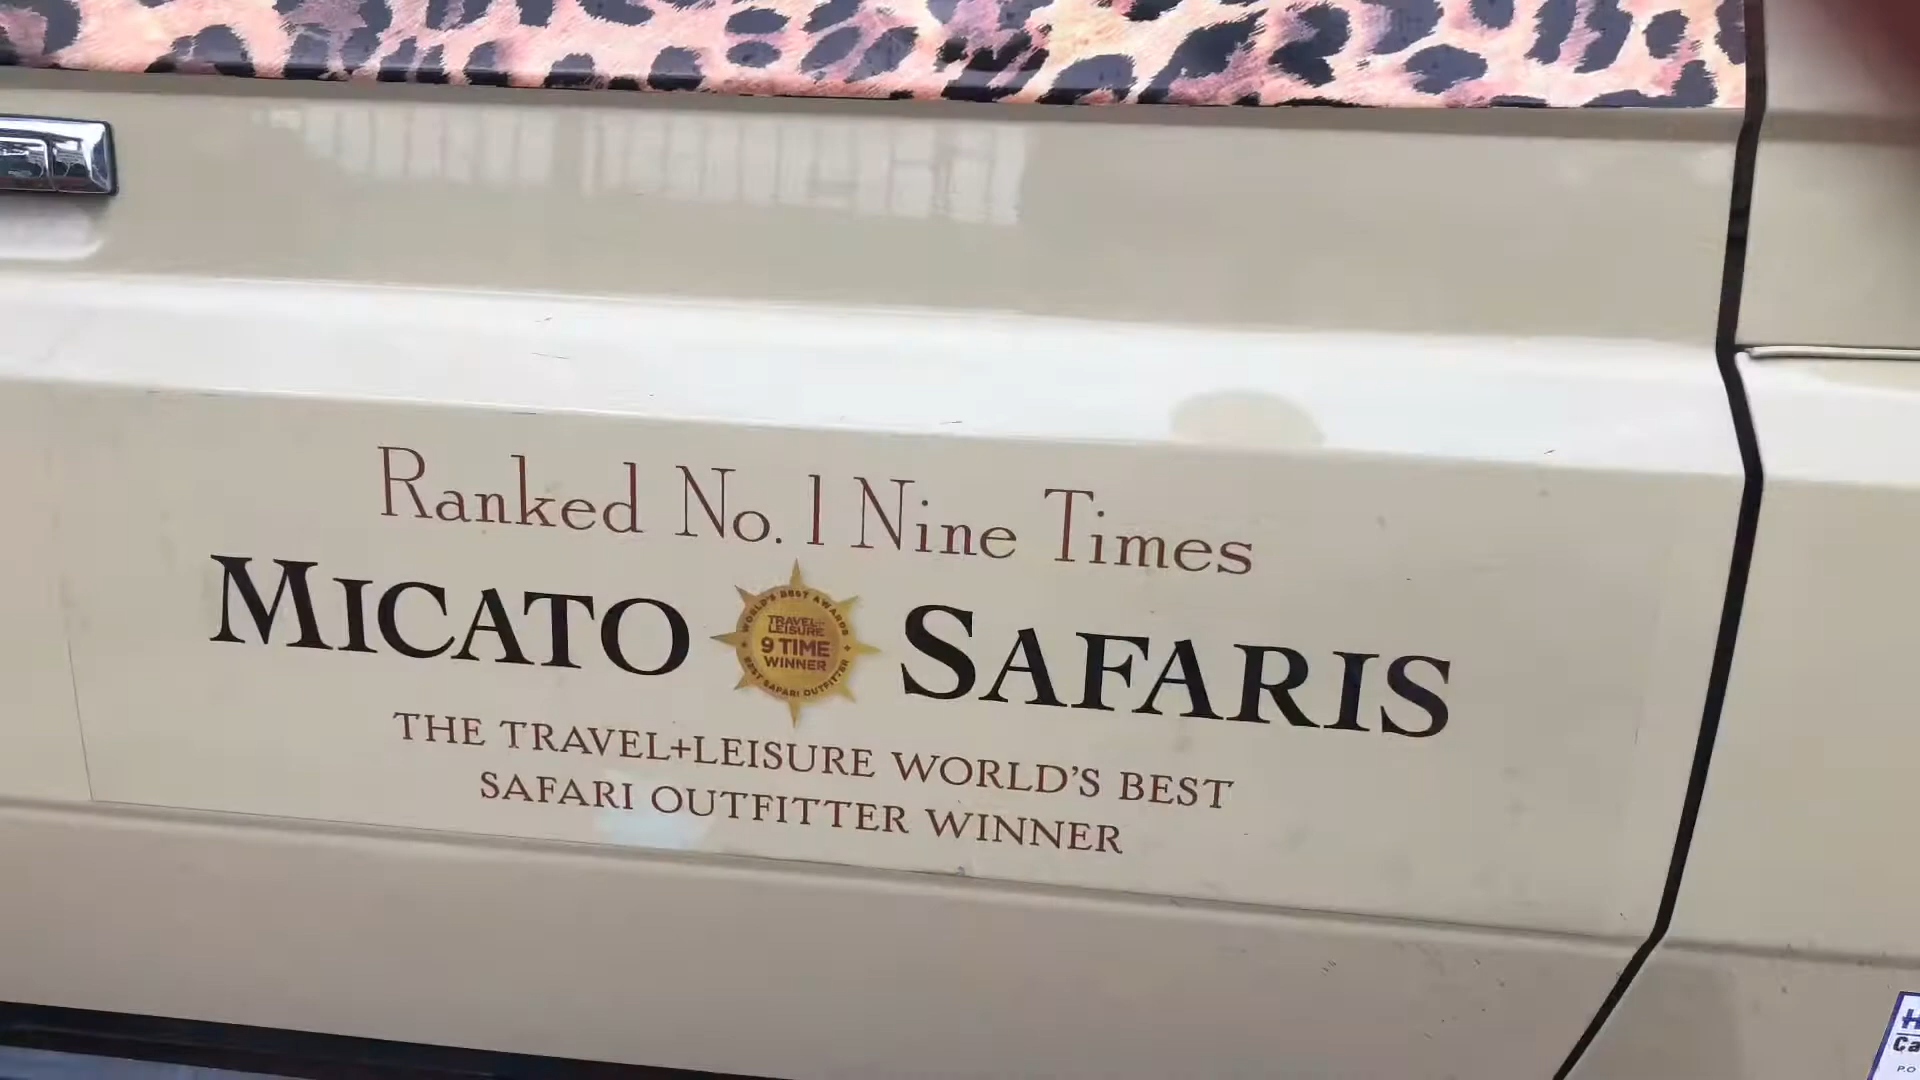 Ranked No. 1 Nine Times
MICATO SAFARIS
WORLD'S BEST AWARDS
TRAVEL+
LEISURE
9 TIME
WINNER
BEST SAFARI OUTFITTER
THE TRAVEL+LEISURE WORLD'S BEST
SAFARI OUTFITTER WINNER
P.O